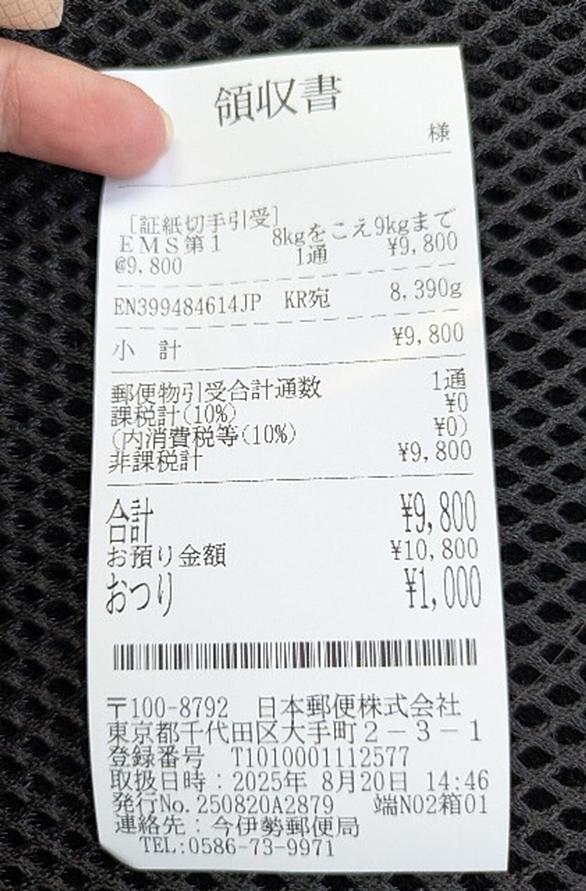 領収書
様
[証紙切手引受]
EMS第1 8kgをこえ9kgまで
@9,800 1通 ¥9,800
EN399484614JP KR宛 8,390g
小 計 ¥9,800
郵便物引受合計通数 1通
課税計(10%) ¥0
(内消費税等(10%) ¥0)
非課税計 ¥9,800
合計 ¥9,800
お預り金額 ¥10,800
おつり ¥1,000
〒100-8792 日本郵便株式会社
東京都千代田区大手町2-3-1
登録番号 T1010001112577
取扱日時:2025年 8月20日 14:46
発行No.250820A2879 端N02箱01
連絡先:今伊勢郵便局
TEL:0586-73-9971